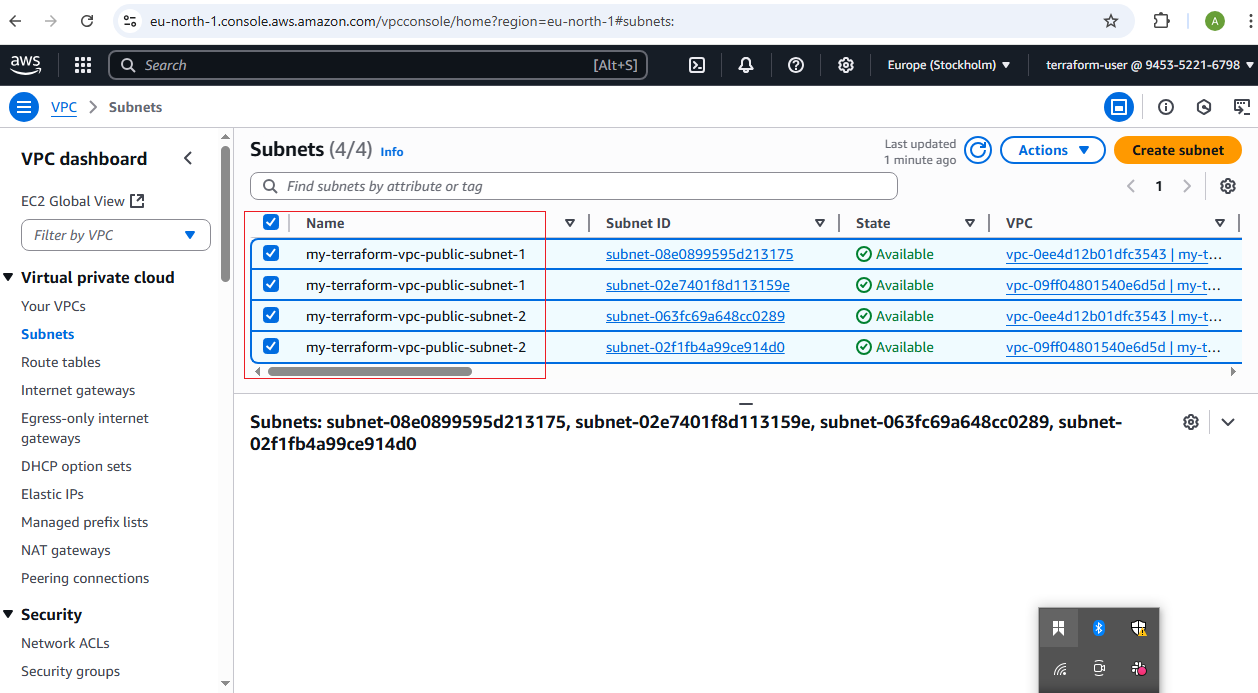 eu-north-1.console.aws.amazon.com/vpcconsole/home?region=eu-north-1#subnets:
A
aws
Search [Alt+S]
Europe (Stockholm)
terraform-user @ 9453-5221-6798
VPC
Subnets
VPC dashboard
EC2 Global View
Filter by VPC
Virtual private cloud
Your VPCs
Subnets
Route tables
Internet gateways
Egress-only internet
gateways
DHCP option sets
Elastic IPs
Managed prefix lists
NAT gateways
Peering connections
Security
Network ACLs
Security groups
Subnets (4/4) Info
Last updated
1 minute ago
Actions
Create subnet
Find subnets by attribute or tag
1
Name Subnet ID State VPC
my-terraform-vpc-public-subnet-1 subnet-08e0899595d213175 Available vpc-0ee4d12b01dfc3543 | my-t...
my-terraform-vpc-public-subnet-1 subnet-02e7401f8d113159e Available vpc-09ff04801540e6d5d | my-t...
my-terraform-vpc-public-subnet-2 subnet-063fc69a648cc0289 Available vpc-0ee4d12b01dfc3543 | my-t...
my-terraform-vpc-public-subnet-2 subnet-02f1fb4a99ce914d0 Available vpc-09ff04801540e6d5d | my-t...
Subnets: subnet-08e0899595d213175, subnet-02e7401f8d113159e, subnet-063fc69a648cc0289, subnet-
02f1fb4a99ce914d0